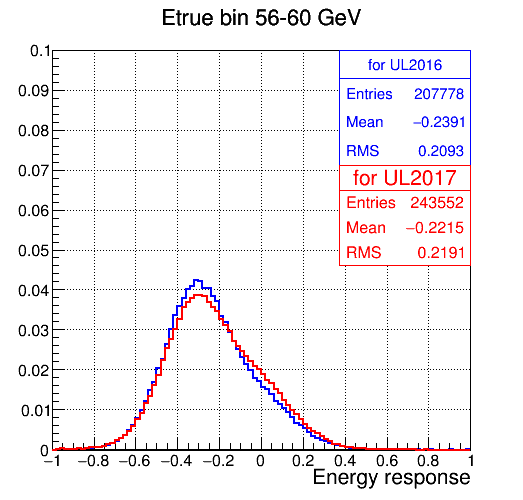 Etrue bin 56-60 GeV
for UL2016
Entries 207778
Mean −0.2391
RMS 0.2093
for UL2017
Entries 243552
Mean −0.2215
RMS 0.2191
0.1
0.09
0.08
0.07
0.06
0.05
0.04
0.03
0.02
0.01
0
−1 −0.8 −0.6 −0.4 −0.2 0 0.2 0.4 0.6 0.8 1
Energy response